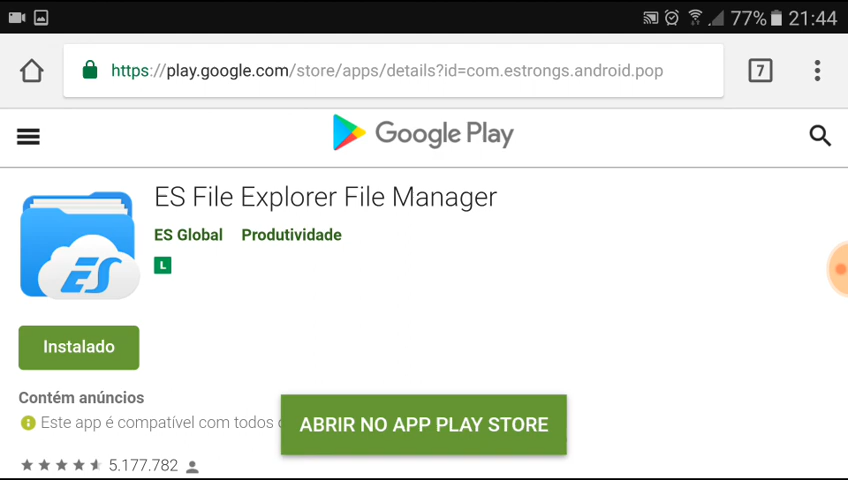 77% 21:44
https://play.google.com/store/apps/details?id=com.estrongs.android.pop
7
Google Play
ES File Explorer File Manager
ES Global Produtividade
L
ES
Instalado
Contém anúncios
Este app é compatível com todos
ABRIR NO APP PLAY STORE
5.177.782